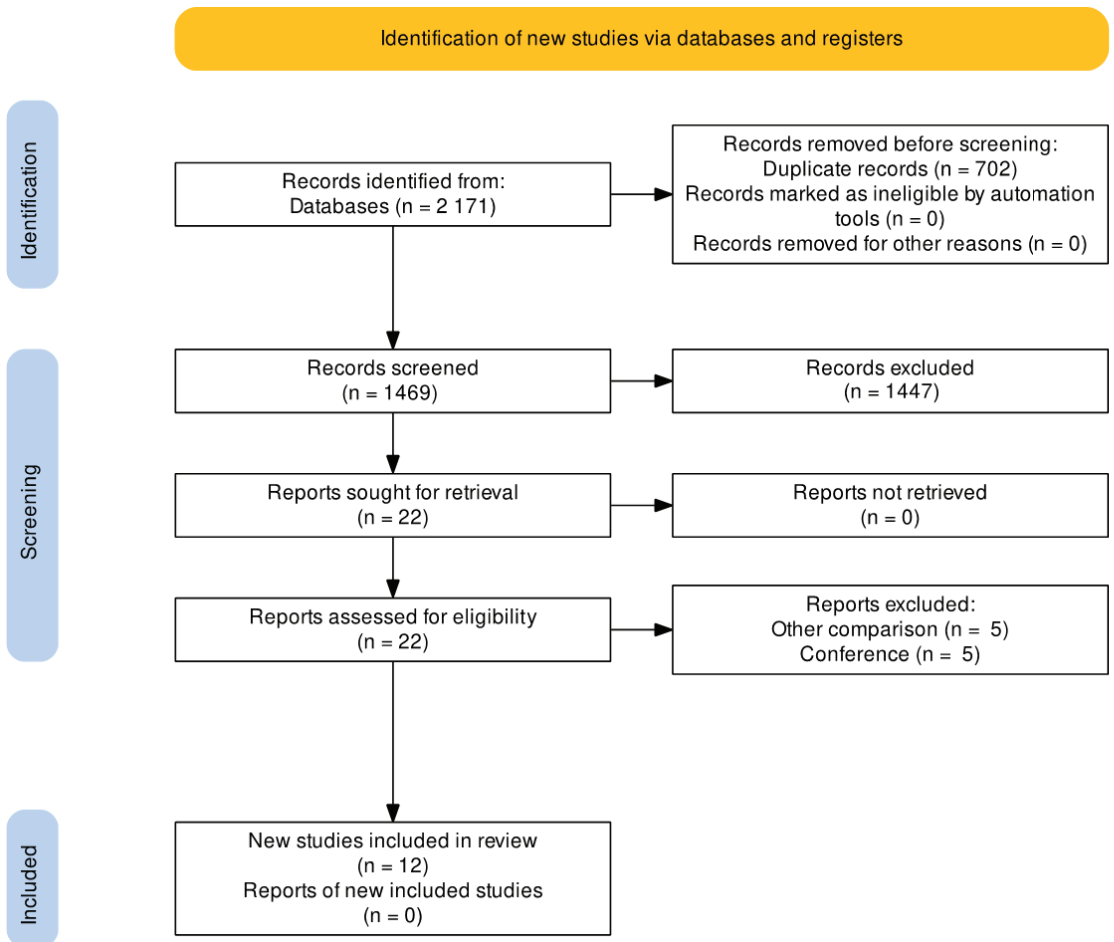 Identification of new studies via databases and registers
Identification
Records identified from:
Databases (n = 2 171)
Records removed before screening:
Duplicate records (n = 702)
Records marked as ineligible by automation
tools (n = 0)
Records removed for other reasons (n = 0)
Screening
Records screened
(n = 1469)
Records excluded
(n = 1447)
Reports sought for retrieval
(n = 22)
Reports not retrieved
(n = 0)
Reports assessed for eligibility
(n = 22)
Reports excluded:
Other comparison (n = 5)
Conference (n = 5)
Included
New studies included in review
(n = 12)
Reports of new included studies
(n = 0)